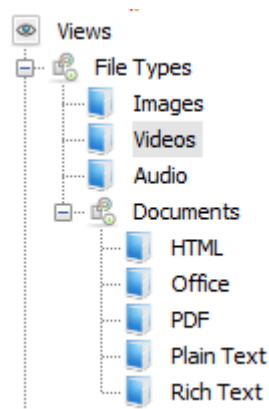 Views
File Types
Images
Videos
Audio
Documents
HTML
Office
PDF
Plain Text
Rich Text